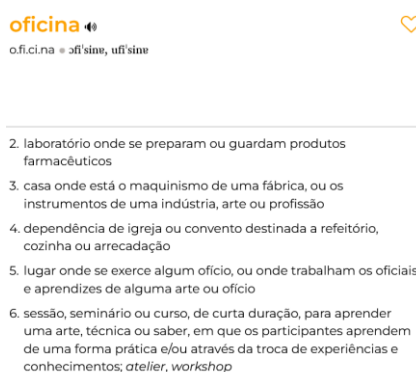 oficina
o.fi.ci.na ● ɔfiˈsinɐ, ufiˈsinɐ
2. laboratório onde se preparam ou guardam produtos
farmacêuticos
3. casa onde está o maquinismo de uma fábrica, ou os
instrumentos de uma indústria, arte ou profissão
4. dependência de igreja ou convento destinada a refeitório,
cozinha ou arrecadação
5. lugar onde se exerce algum ofício, ou onde trabalham os oficiais
e aprendizes de alguma arte ou ofício
6. sessão, seminário ou curso, de curta duração, para aprender
uma arte, técnica ou saber, em que os participantes aprendem
de uma forma prática e/ou através da troca de experiências e
conhecimentos; atelier, workshop